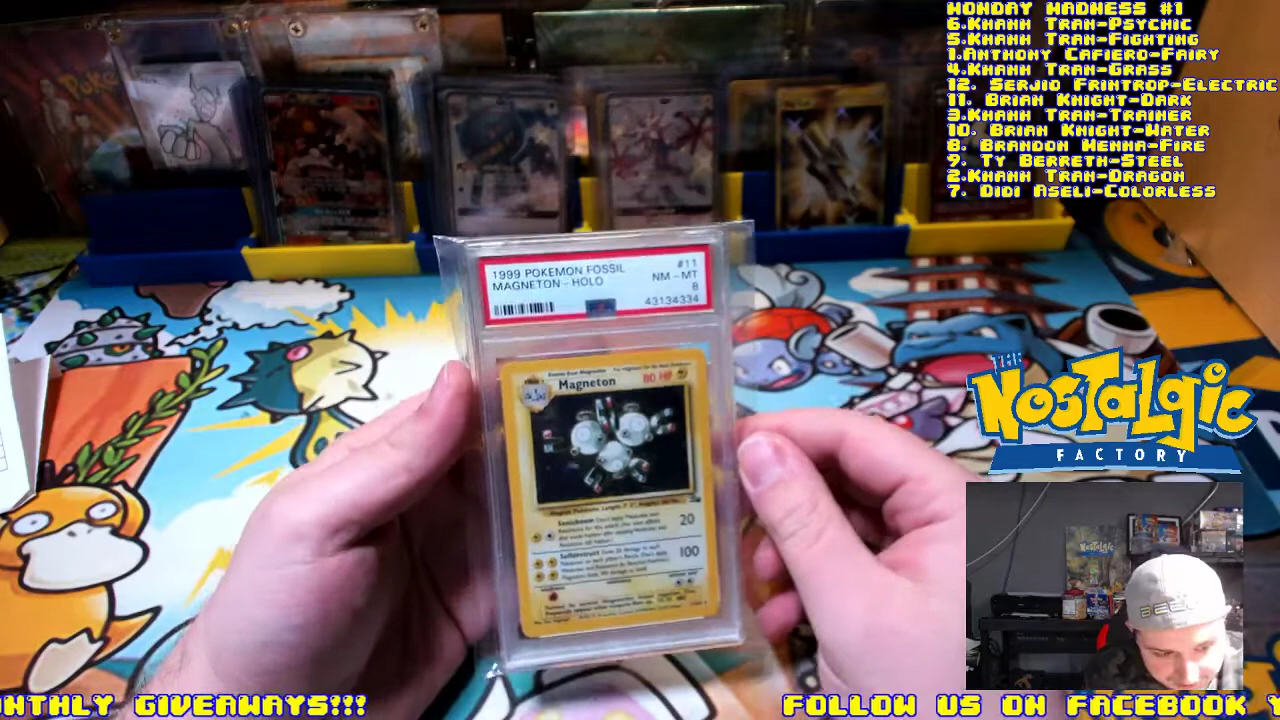 MONDAY MADNESS #1
6.KHANH TRAN-PSYCHIC
5.KHANH TRAN-FIGHTING
1.ANTHONY CAFIERO-FAIRY
4.KHANH TRAN-GRASS
12. SERJIO FRINTROP-ELECTRIC
11. BRIAN KNIGHT-DARK
3.KHANH TRAN-TRAINER
10. BRIAN KNIGHT-WATER
8. BRANDON MENNA-FIRE
9. TY BERRETH-STEEL
2.KHANH TRAN-DRAGON
7. DIDI ASELI-COLORLESS
1999 POKEMON FOSSIL #11
MAGNETON - HOLO NM - MT
8
43134334
Magneton 80 HP
Sonicboom
20
Selfdestruct
100
THE
NOSTALGIC
FACTORY
NOSTALGIC
NTHLY GIVEAWAYS!!! FOLLOW US ON FACEBOOK Y